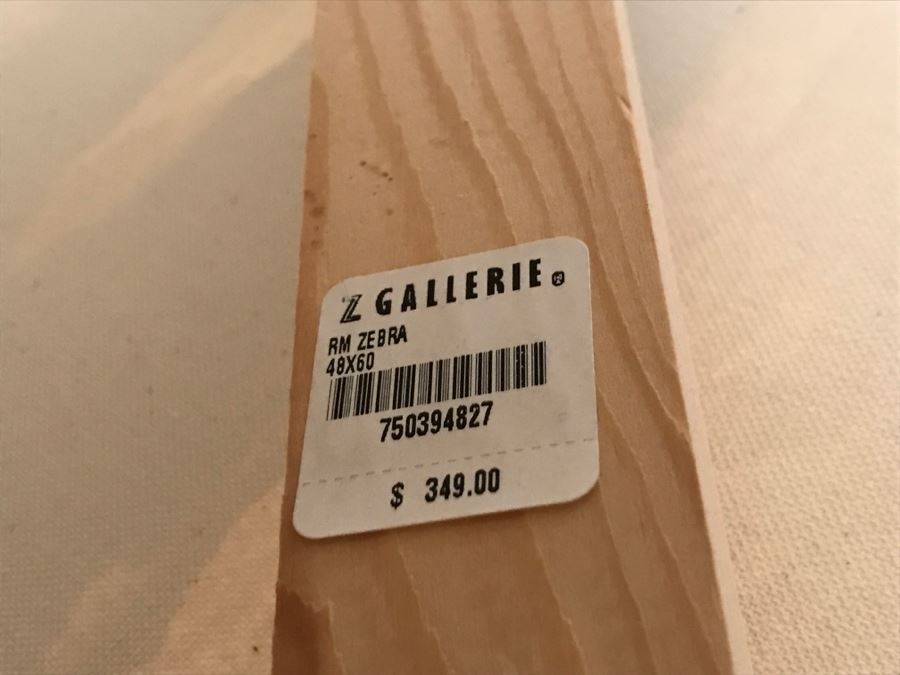 Z GALLERIE®
RM ZEBRA
48X60
750394827
$ 349.00